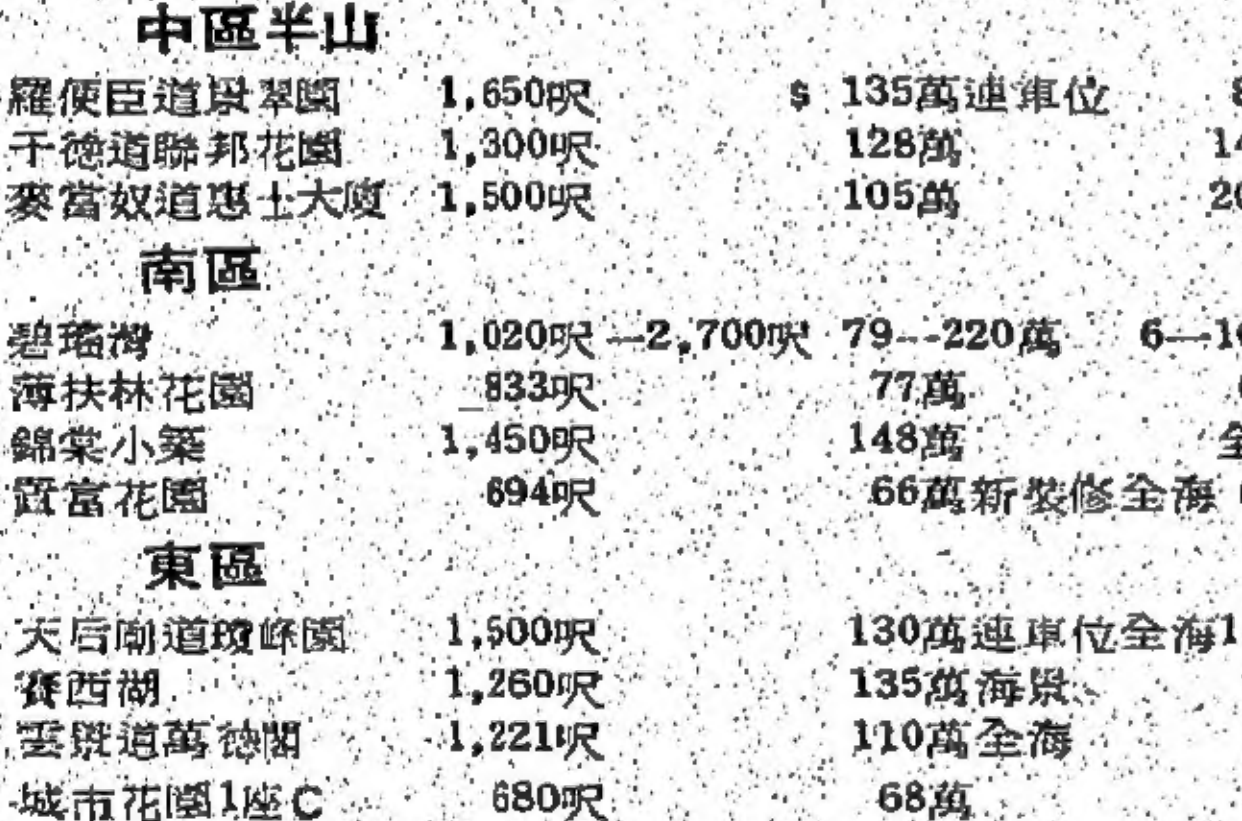 中區半山
羅便臣道景翠園 1,650呎 $ 135萬連車位 8
干德道聯邦花園 1,300呎 128萬 14
麥當奴道惠士大廈 1,500呎 105萬 20
南區
碧瑤灣 1,020呎—2,700呎 79--220萬 6—1
薄扶林花園 833呎 77萬
錦棠小築 1,450呎 148萬 全
置富花園 694呎 66萬新裝修全海
東區
天后廟道瓊峰園 1,500呎 130萬連車位全海1
賽西湖 1,260呎 135萬海景
雲景道萬德閣 1,221呎 110萬全海
城市花園1座C 680呎 68萬